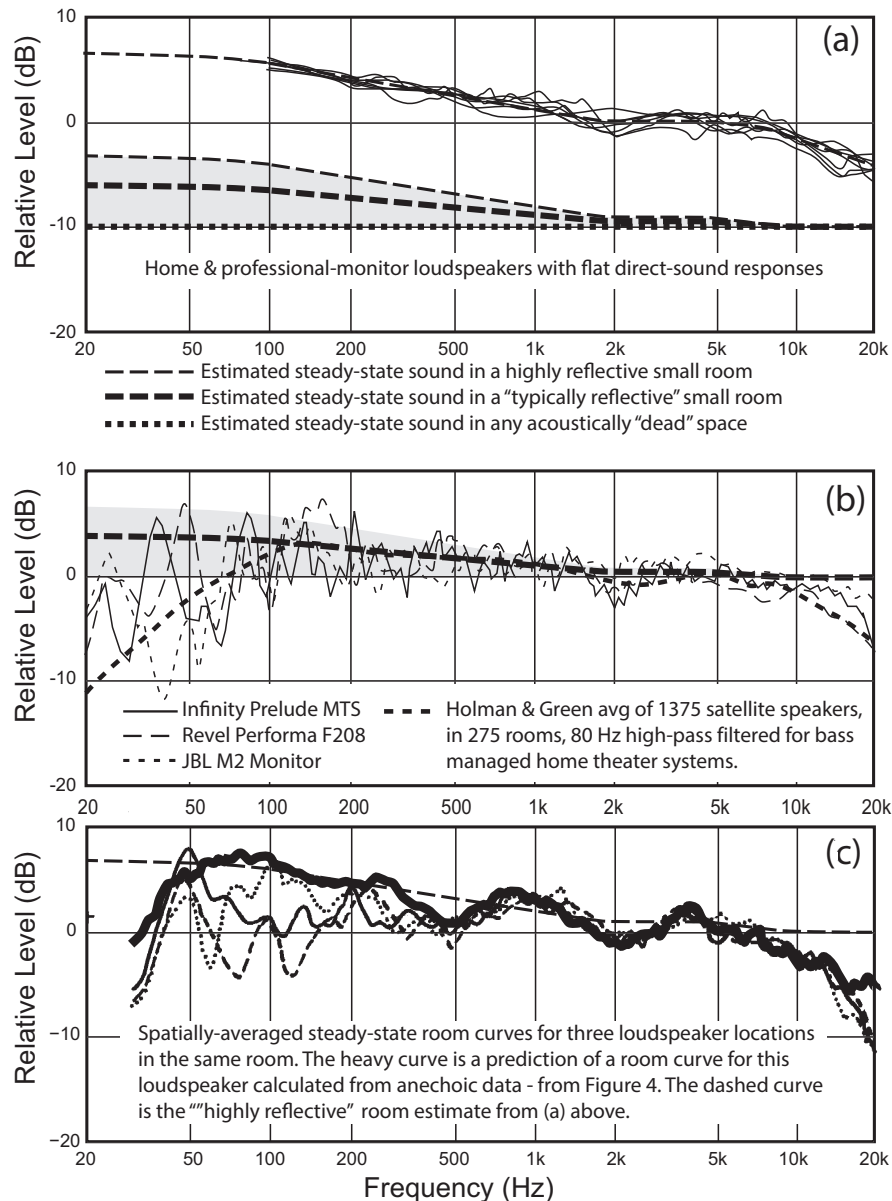 10
(a)
0
-10
Home & professional-monitor loudspeakers with flat direct-sound responses
-20
Relative Level (dB)
20 50 100 200 500 1k 2k 5k 10k 20k
Estimated steady-state sound in a highly reflective small room
Estimated steady-state sound in a “typically reflective” small room
Estimated steady-state sound in any acoustically “dead” space
10
(b)
0
-10
Relative Level (dB)
Infinity Prelude MTS
Revel Performa F208
JBL M2 Monitor
Holman & Green avg of 1375 satellite speakers,
in 275 rooms, 80 Hz high-pass filtered for bass
managed home theater systems.
-20
20 50 100 200 500 1k 2k 5k 10k 20k
10
(c)
0
−10
Relative Level (dB)
Spatially-averaged steady-state room curves for three loudspeaker locations
in the same room. The heavy curve is a prediction of a room curve for this
loudspeaker calculated from anechoic data - from Figure 4. The dashed curve
is the “"highly reflective” room estimate from (a) above.
−20
20 50 100 200 500 1k 2k 5k 10k 20k
Frequency (Hz)